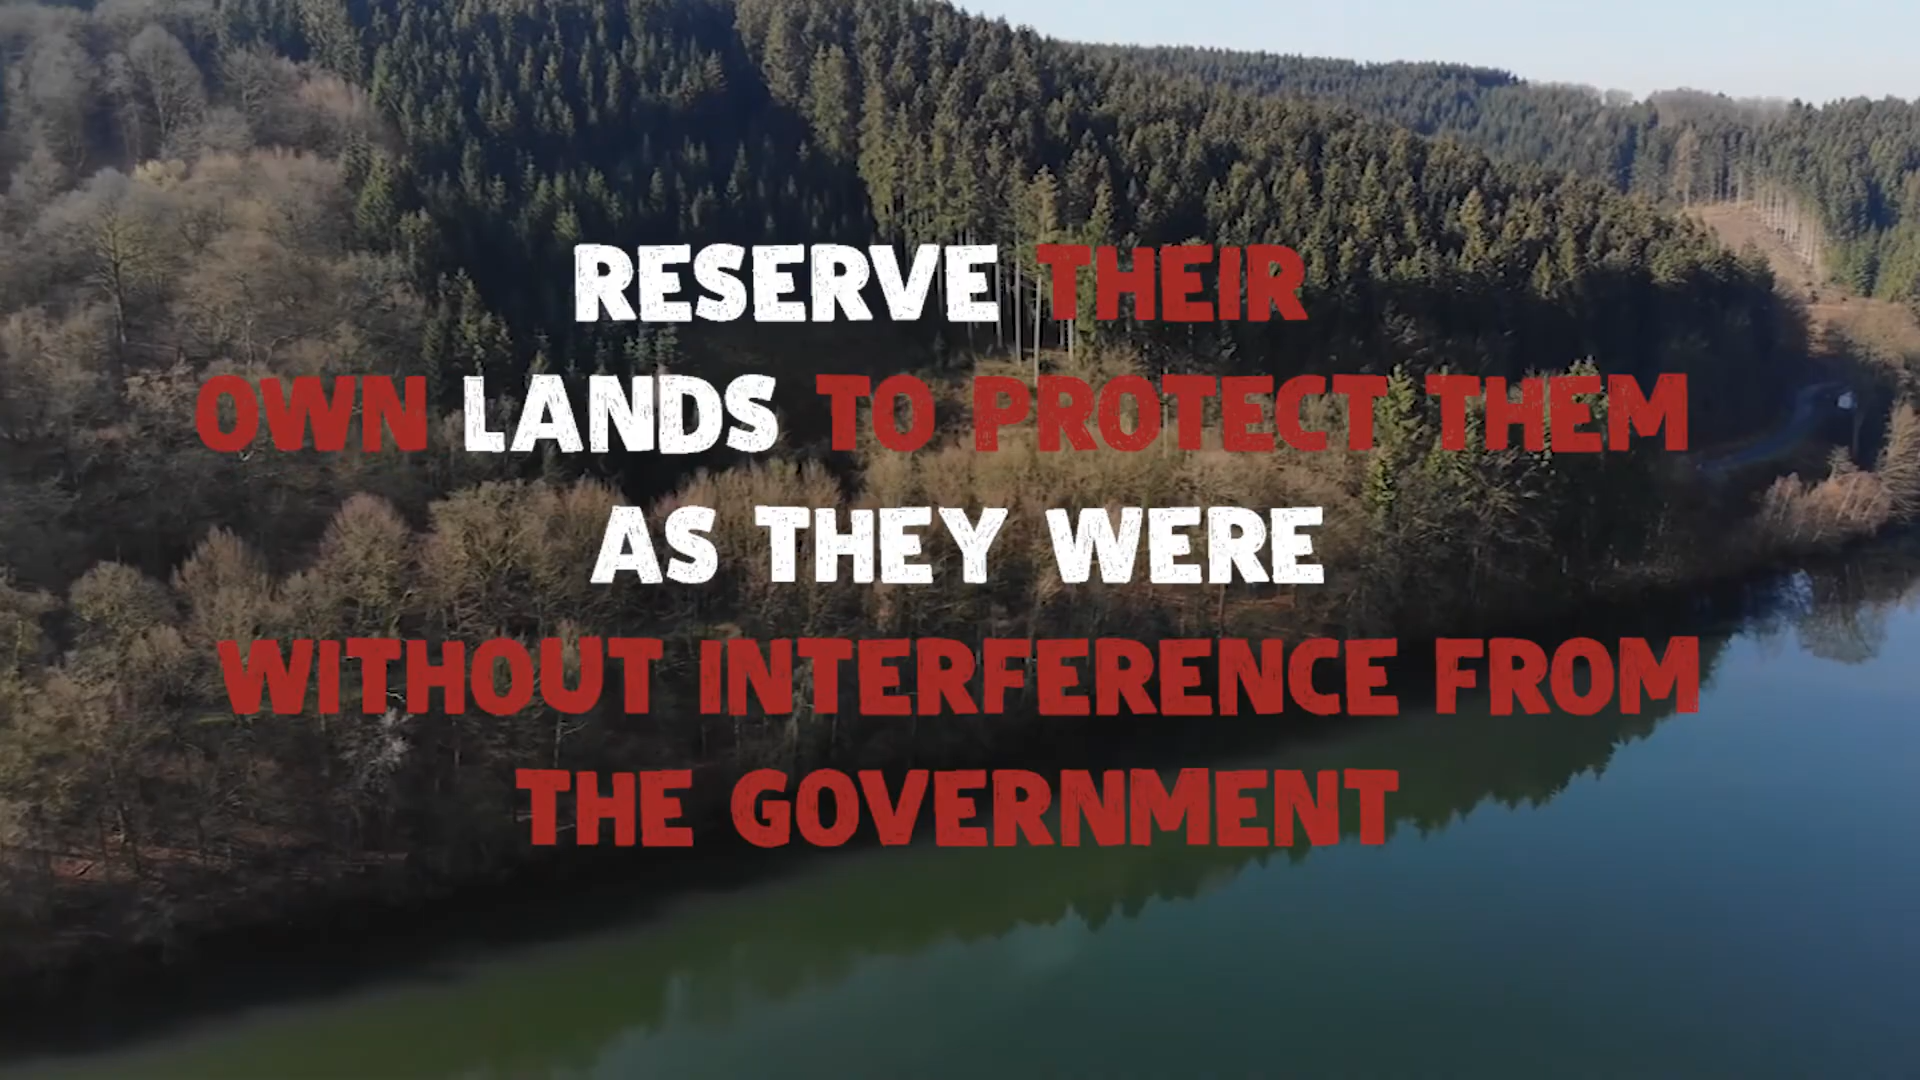 RESERVE THEIR
OWN LANDS TO PROTECT THEM
AS THEY WERE
WITHOUT INTERFERENCE FROM
THE GOVERNMENT